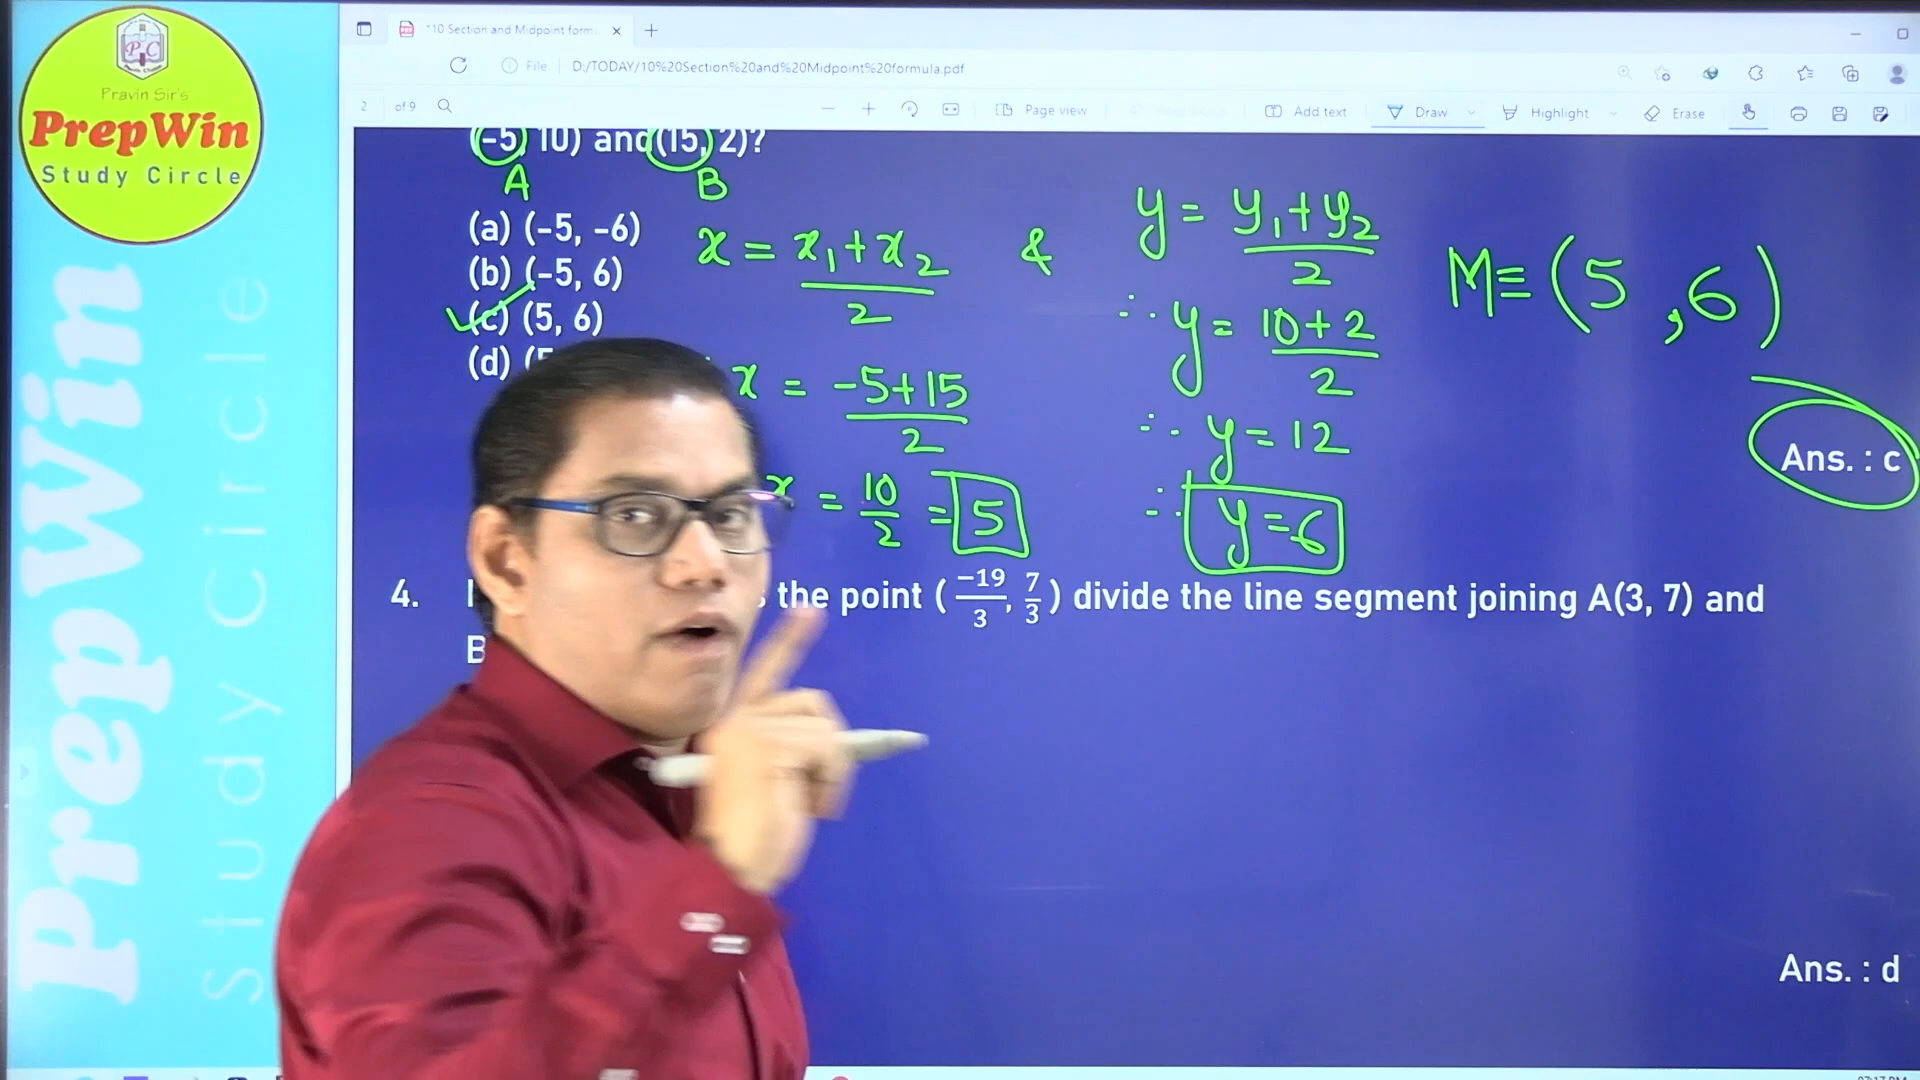 P C
Pravin Sir's
PrepWin
Study Circle
PrepWin
Study Circle
*10 Section and Midpoint form
File
D:/TODAY/10%20Section%20and%20Midpoint%20formula.pdf
2 of 9
Page view
Add text
Draw
Highlight
Erase
(-5, 10) and (15, 2)?
A B
(a) (-5, -6)
(b) (-5, 6)
(c) (5, 6)
(d) (5
x = x₁ + x₂ / 2 & y = y₁ + y₂ / 2
x = -5+15 / 2
x = 10/2 = 5
∴ y = 10 + 2 / 2
∴ y = 12
∴ y = 6
M ≡ (5, 6)
Ans. : c
4. the point (-19/3, 7/3) divide the line segment joining A(3, 7) and
B
Ans. : d